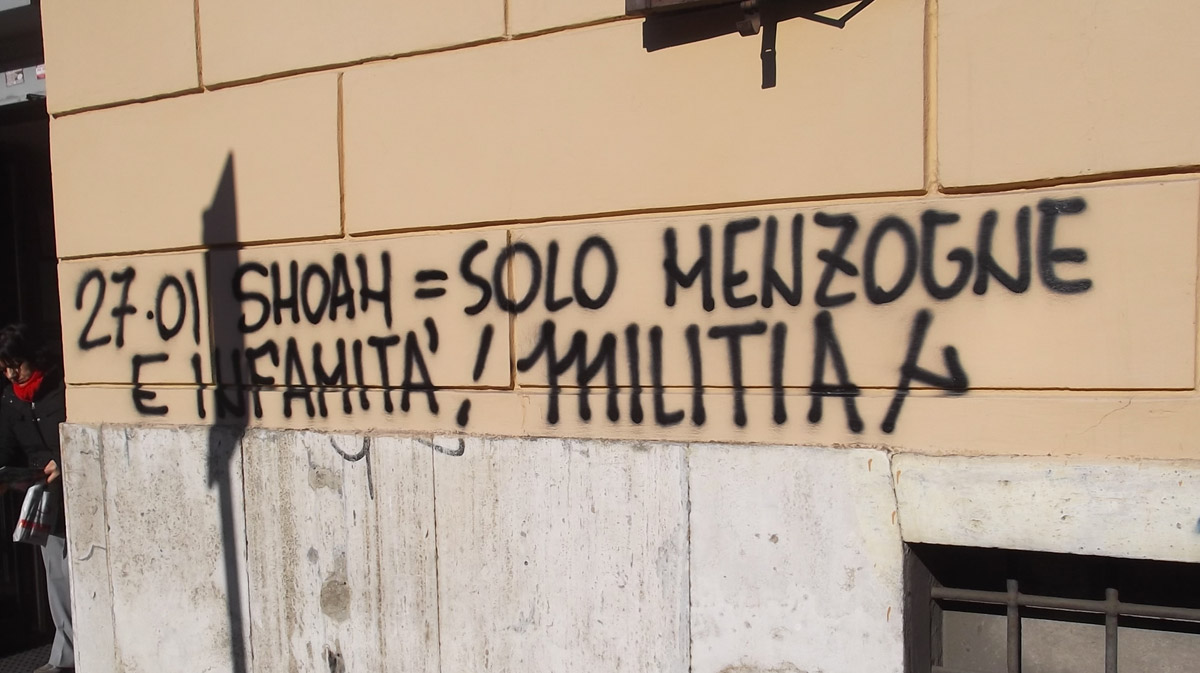 27.01 SHOAH = SOLO MENZOGNE
E INFAMITA'! MILITIA